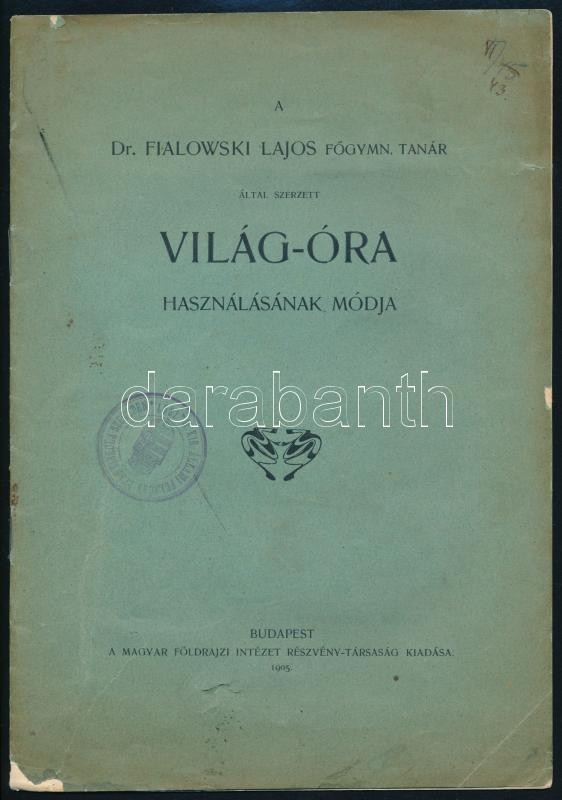 A
Dr. FIALOWSKI LAJOS FŐGYMN. TANÁR
ÁLTAL SZERZETT
VILÁG-ÓRA
HASZNÁLÁSÁNAK MÓDJA
darabanth
BUDAPEST
A MAGYAR FÖLDRAJZI INTÉZET RÉSZVÉNY-TÁRSASÁG KIADÁSA.
1905.